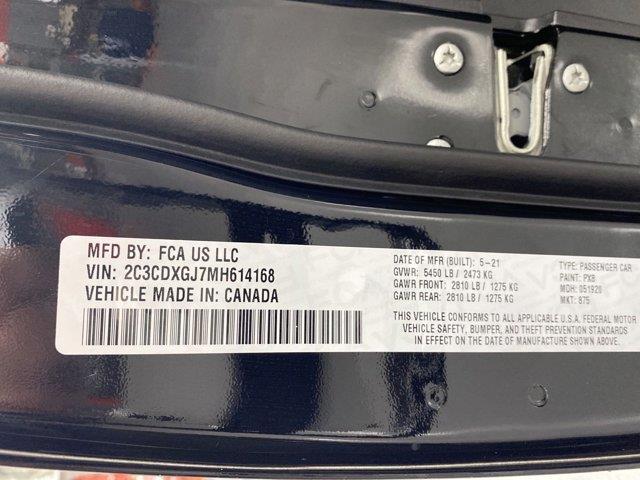 MFD BY: FCA US LLC
VIN: 2C3CDXGJ7MH614168
VEHICLE MADE IN: CANADA
DATE OF MFR (BUILT): 5-21
GVWR: 5450 LB / 2473 KG
GAWR FRONT: 2810 LB / 1275 KG
GAWR REAR: 2810 LB / 1275 KG
TYPE: PASSENGER CAR
PAINT: PX8
MDH: 051920
MKT: 875
THIS VEHICLE CONFORMS TO ALL APPLICABLE U.S.A. FEDERAL MOTOR
VEHICLE SAFETY, BUMPER, AND THEFT PREVENTION STANDARDS
IN EFFECT ON THE DATE OF MANUFACTURE SHOWN ABOVE.